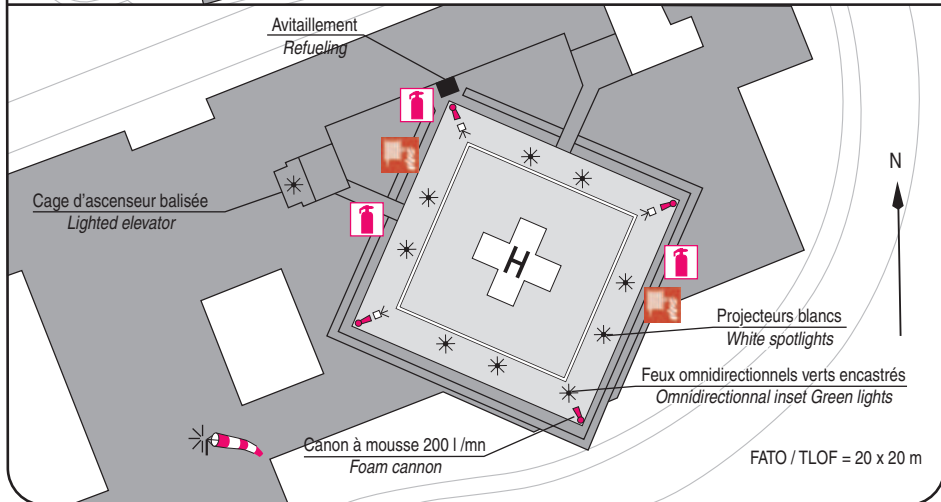 Avitaillement
Refueling
N
Cage d'ascenseur balisée
Lighted elevator
H
Projecteurs blancs
White spotlights
Feux omnidirectionnels verts encastrés
Omnidirectionnal inset Green lights
Canon à mousse 200 l /mn
Foam cannon
FATO / TLOF = 20 x 20 m